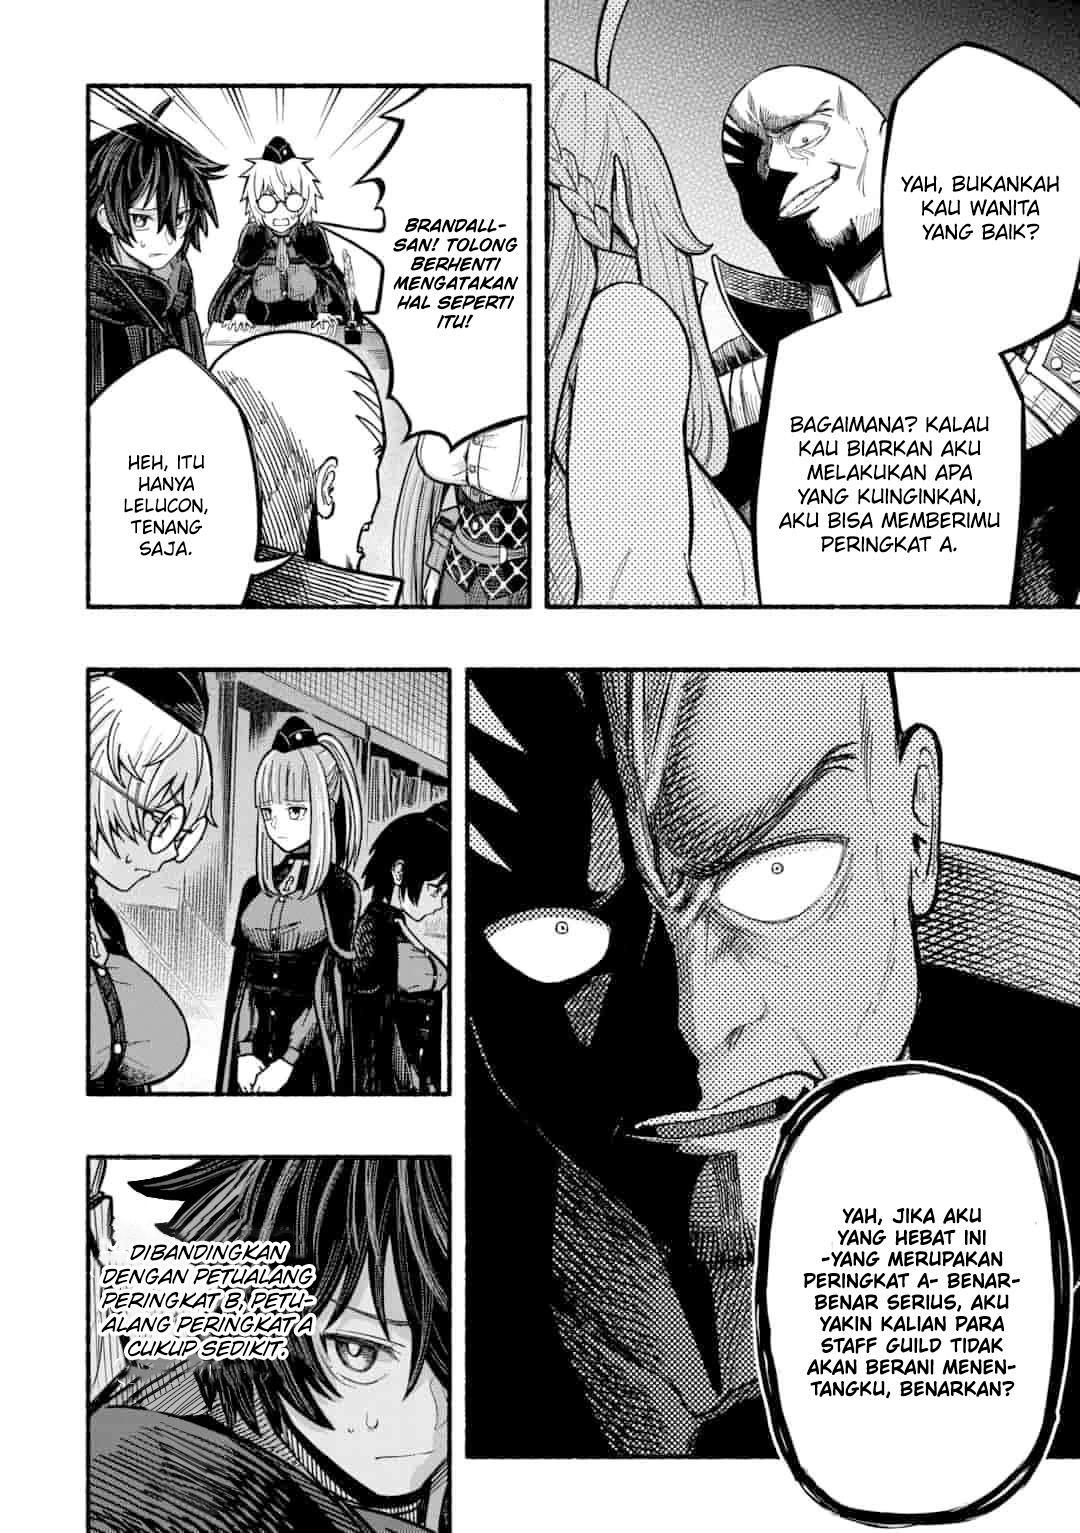 YAH, BUKANKAH
KAU WANITA
YANG BAIK?
BAGAIMANA? KALAU
KAU BIARKAN AKU
MELAKUKAN APA
YANG KUINGINKAN,
AKU BISA MEMBERIMU
PERINGKAT A.
BRANDALL-
SAN! TOLONG
BERHENTI
MENGATAKAN
HAL SEPERTI
ITU!
HEH, ITU
HANYA
LELUCON,
TENANG
SAJA.
YAH, JIKA AKU
YANG HEBAT INI
-YANG MERUPAKAN
PERINGKAT A- BENAR-
BENAR SERIUS, AKU
YAKIN KALIAN PARA
STAFF GUILD TIDAK
AKAN BERANI MENEN-
TANGKU, BENARKAN?
DIBANDINGKAN
DENGAN PETUALANG
PERINGKAT B, PETU-
ALANG PERINGKAT A
CUKUP SEDIKIT.